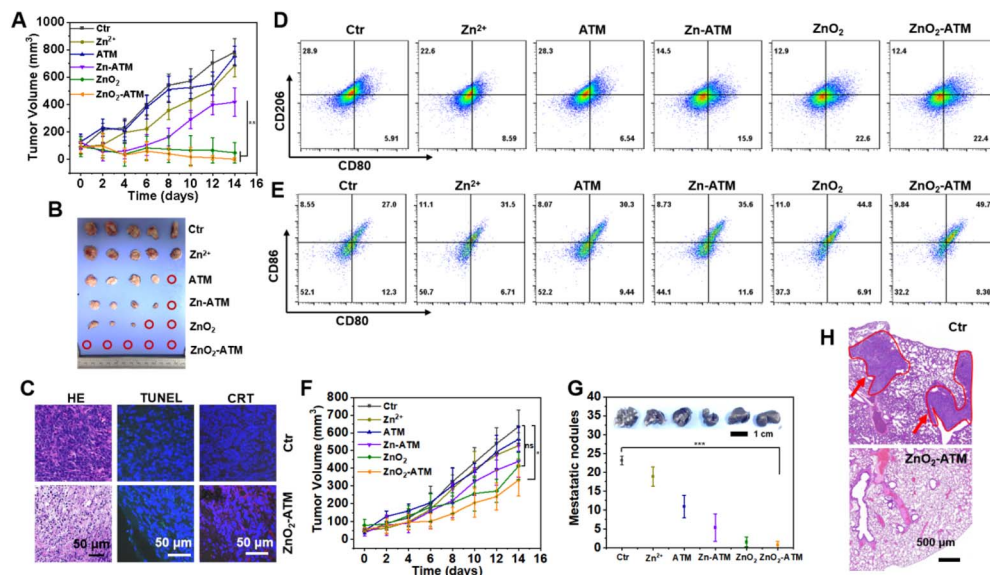 A
Tumor Volume (mm³)
1000
800
600
400
200
0
Ctr
Zn²⁺
ATM
Zn-ATM
ZnO₂
ZnO₂-ATM
**
0 2 4 6 8 10 12 14 16
Time (days)
B
Ctr
Zn²⁺
ATM
Zn-ATM
ZnO₂
ZnO₂-ATM
C
HE TUNEL CRT
Ctr
ZnO₂-ATM
50 μm 50 μm 50 μm
D
Ctr Zn²⁺ ATM Zn-ATM ZnO₂ ZnO₂-ATM
28.9 22.6 28.3 14.5 12.9 12.4
5.91 8.59 6.54 15.9 22.6 22.4
CD206
CD80
E
Ctr Zn²⁺ ATM Zn-ATM ZnO₂ ZnO₂-ATM
8.55 27.0 11.1 31.5 8.07 30.3 8.73 35.6 11.0 44.8 9.84 49.7
52.1 12.3 50.7 6.71 52.2 9.44 44.1 11.6 37.3 6.91 32.2 8.30
CD86
CD80
F
Tumor Volume (mm³)
800
700
600
500
400
300
200
100
0
Ctr
Zn²⁺
ATM
Zn-ATM
ZnO₂
ZnO₂-ATM
ns
*
0 2 4 6 8 10 12 14 16
Time (days)
G
Mestatatic nodules
40
35
30
25
20
15
10
5
0
1 cm
***
Ctr Zn²⁺ ATM Zn-ATM ZnO₂ ZnO₂-ATM
H
Ctr
ZnO₂-ATM
500 μm